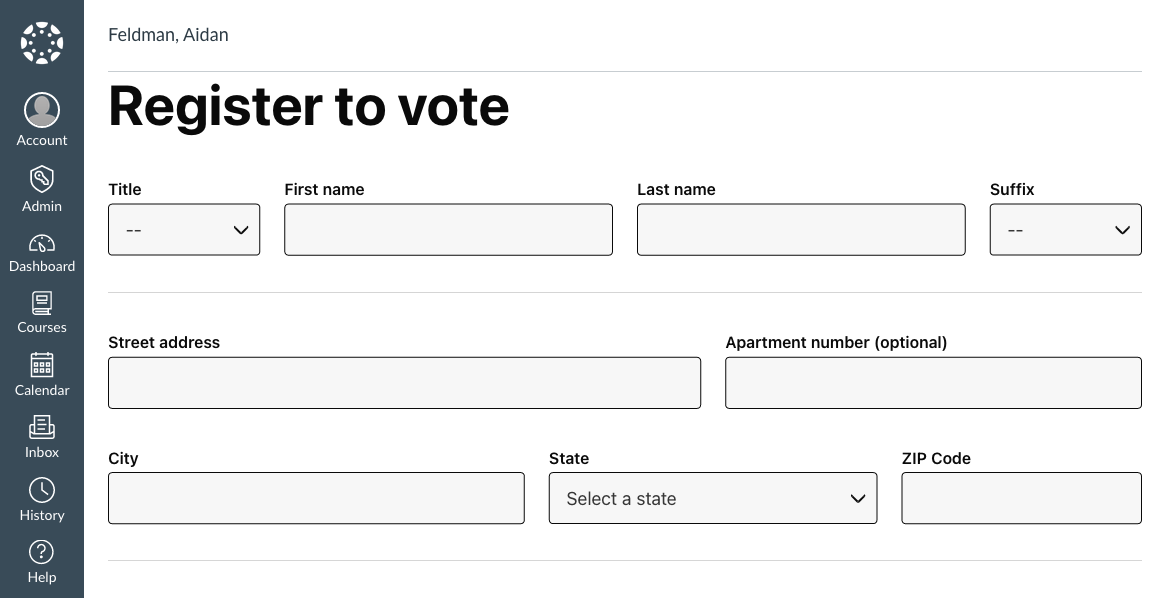 Feldman, Aidan
Account
Admin
Dashboard
Courses
Calendar
Inbox
History
Help
Register to vote
Title First name Last name Suffix
-- --
Street address Apartment number (optional)
City State ZIP Code
Select a state